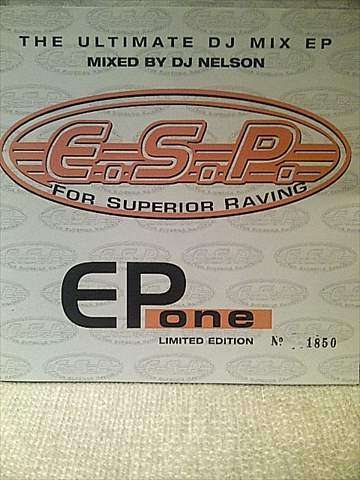 THE ULTIMATE DJ MIX EP
MIXED BY DJ NELSON
E.S.P.
FOR SUPERIOR RAVING
EP one
LIMITED EDITION Nº 1850